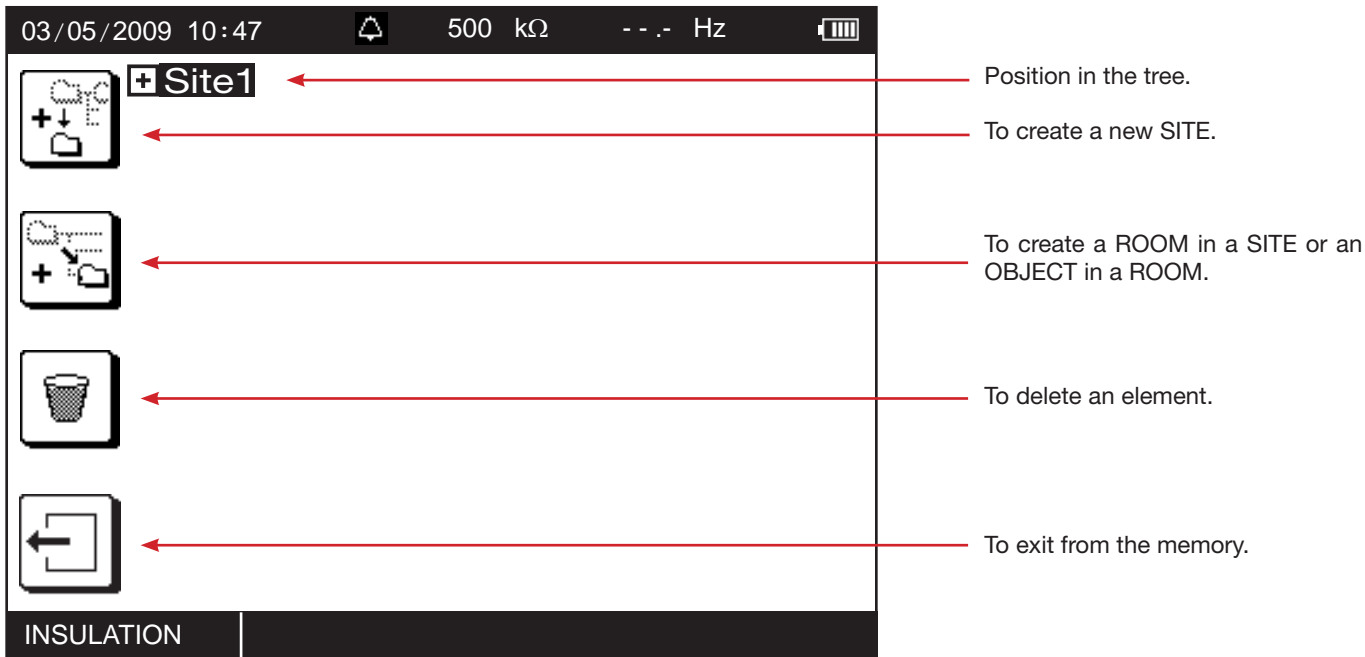 03/05/2009 10:47 500 kΩ - - .- Hz
+ Site1
Position in the tree.
To create a new SITE.
To create a ROOM in a SITE or an
OBJECT in a ROOM.
To delete an element.
To exit from the memory.
INSULATION